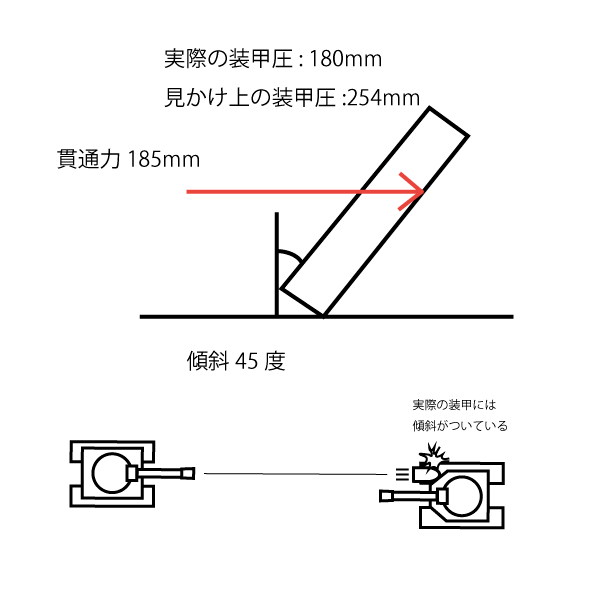 実際の装甲圧 : 180mm
見かけ上の装甲圧 :254mm
貫通力 185mm
傾斜 45 度
実際の装甲には
傾斜がついている